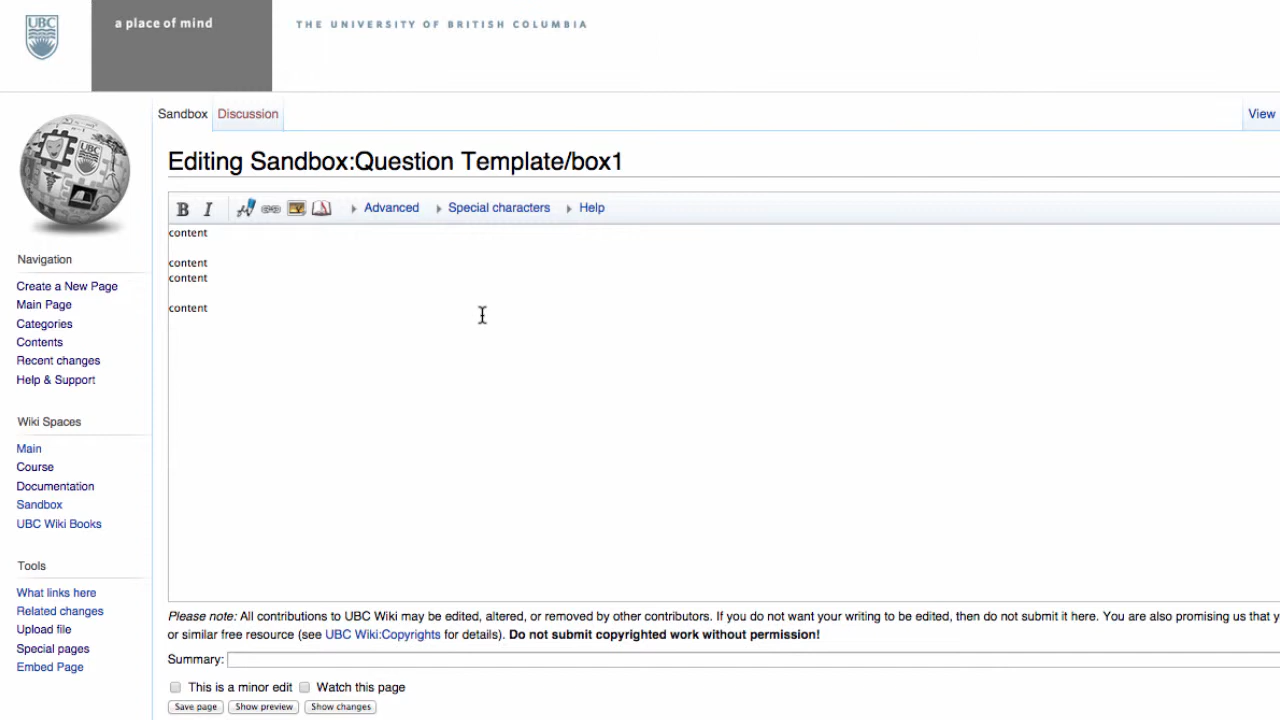 UBC
a place of mind
THE UNIVERSITY OF BRITISH COLUMBIA
Sandbox Discussion View
Editing Sandbox:Question Template/box1
B I Advanced Special characters Help
content
content
content
content
Navigation
Create a New Page
Main Page
Categories
Contents
Recent changes
Help & Support
Wiki Spaces
Main
Course
Documentation
Sandbox
UBC Wiki Books
Tools
What links here
Related changes
Upload file
Special pages
Embed Page
Please note: All contributions to UBC Wiki may be edited, altered, or removed by other contributors. If you do not want your writing to be edited, then do not submit it here. You are also promising us that y
or similar free resource (see UBC Wiki:Copyrights for details). Do not submit copyrighted work without permission!
Summary:
This is a minor edit Watch this page
Save page Show preview Show changes